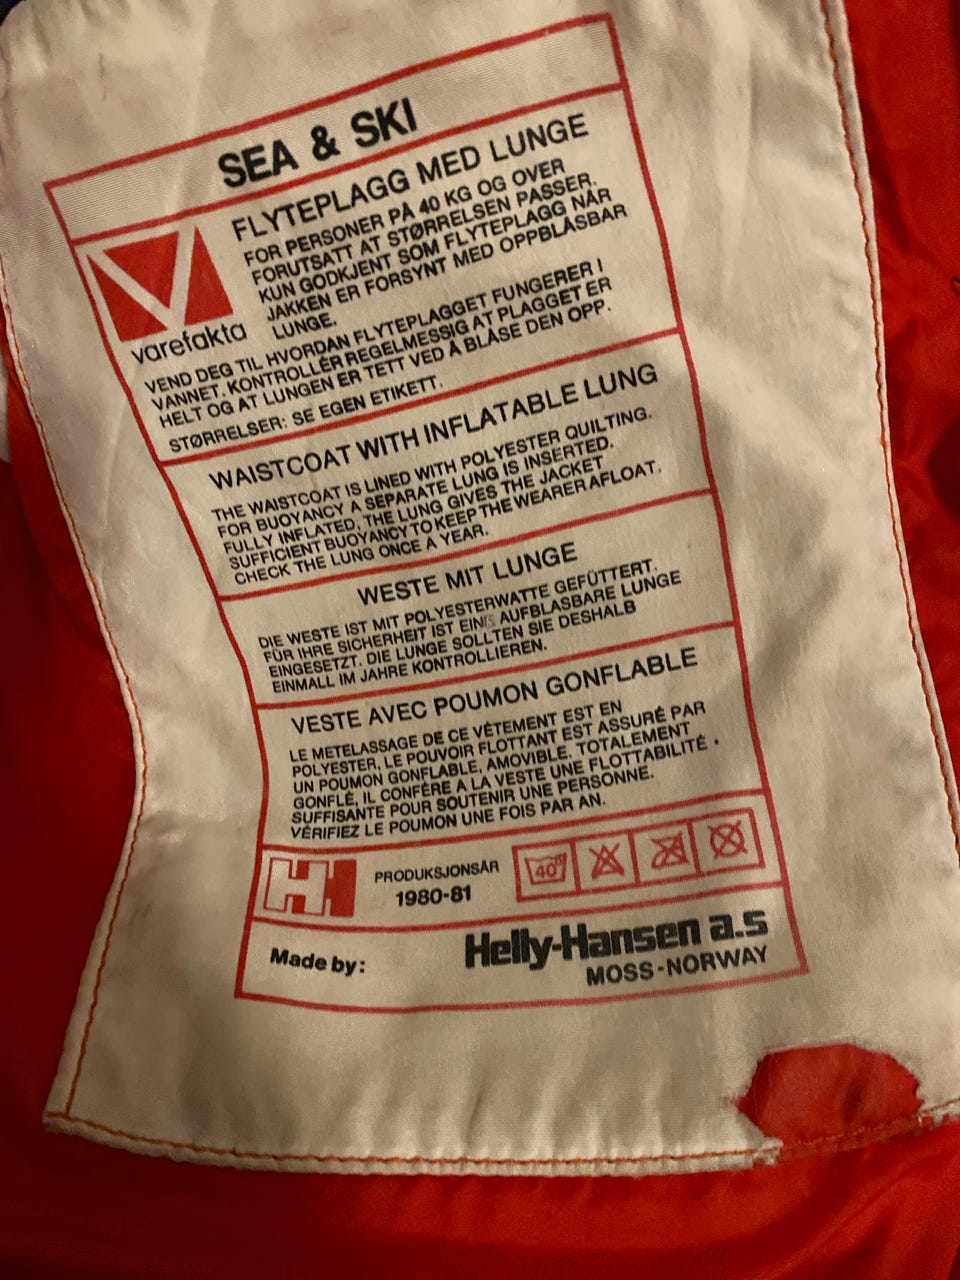 SEA & SKI
FLYTEPLAGG MED LUNGE
FOR PERSONER PÅ 40 KG OG OVER
FORUTSATT AT STØRRELSEN PASSER.
KUN GODKJENT SOM FLYTEPLAGG NÅR
JAKKEN ER FORSYNT MED OPPBLÅSBAR
LUNGE.
varefakta
VEND DEG TIL HVORDAN FLYTEPLAGGET FUNGERER I
VANNET. KONTROLLÉR REGELMESSIG AT PLAGGET ER
HELT OG AT LUNGEN ER TETT VED Å BLÅSE DEN OPP.
STØRRELSER: SE EGEN ETIKETT.
WAISTCOAT WITH INFLATABLE LUNG
THE WAISTCOAT IS LINED WITH POLYESTER QUILTING.
FOR BUOYANCY A SEPARATE LUNG IS INSERTED.
FULLY INFLATED, THE LUNG GIVES THE JACKET
SUFFICIENT BUOYANCY TO KEEP THE WEARER AFLOAT.
CHECK THE LUNG ONCE A YEAR.
WESTE MIT LUNGE
DIE WESTE IST MIT POLYESTERWATTE GEFÜTTERT.
FÜR IHRE SICHERHEIT IST EINE AUFBLASBARE LUNGE
EINGESETZT. DIE LUNGE SOLLTEN SIE DESHALB
EINMALL IM JAHRE KONTROLLIEREN.
VESTE AVEC POUMON GONFLABLE
LE METELASSAGE DE CE VÉTEMENT EST EN
POLYESTER, LE POUVOIR FLOTTANT EST ASSURÉ PAR
UN POUMON GONFLABLE, AMOVIBLE. TOTALEMENT
GONFLÉ, IL CONFÈRE A LA VESTE UNE FLOTTABILITÉ
SUFFISANTE POUR SOUTENIR UNE PERSONNE.
VÉRIFIEZ LE POUMON UNE FOIS PAR AN.
HH PRODUKSJONSÅR 40°
1980-81
Made by: Helly-Hansen a.s
MOSS-NORWAY